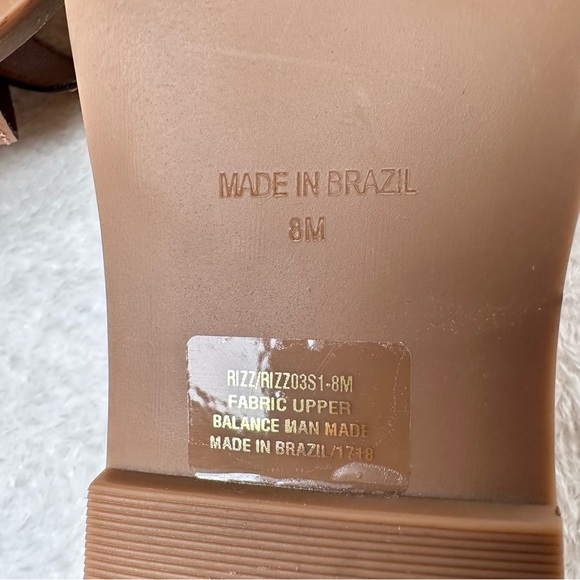 MADE IN BRAZIL
8M
RIZZ/RIZZ03S1-8M
FABRIC UPPER
BALANCE MAN MADE
MADE IN BRAZIL/1718